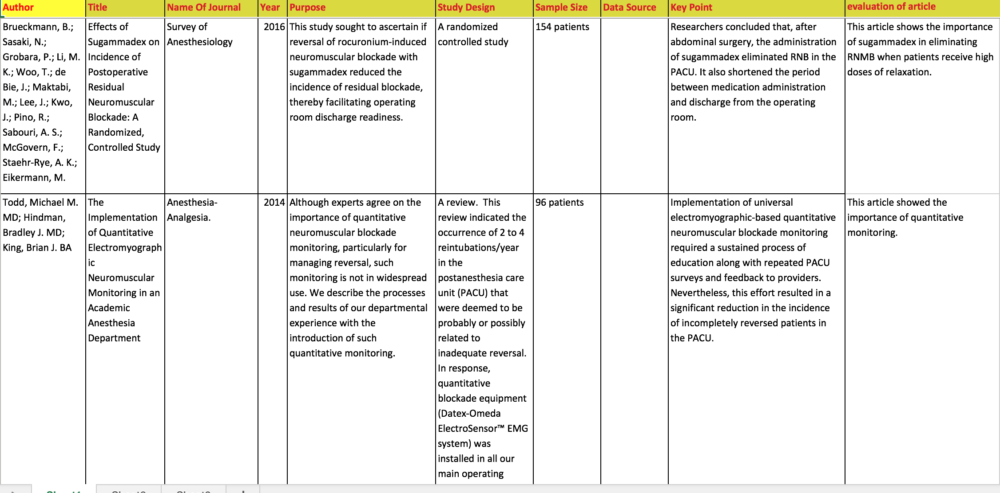 Author
Title
Name Of Journal
Year
Purpose
Study Design
Sample Size
Data Source
Key Point
evaluation of article
Brueckmann, B.;
Sasaki, N.;
Grobara, P.; Li, M.
K.; Woo, T.; de
Bie, J.; Maktabi,
M.; Lee, J.; Kwo,
J.; Pino, R.;
Sabouri, A. S.;
McGovern, F.;
Staehr-Rye, A. K.;
Eikermann, M.
Effects of
Sugammadex on
Incidence of
Postoperative
Residual
Neuromuscular
Blockade: A
Randomized,
Controlled Study
Survey of
Anesthesiology
2016
This study sought to ascertain if
reversal of rocuronium-induced
neuromuscular blockade with
sugammadex reduced the
incidence of residual blockade,
thereby facilitating operating
room discharge readiness.
A randomized
controlled study
154 patients
Researchers concluded that, after
abdominal surgery, the administration
of sugammadex eliminated RNB in the
PACU. It also shortened the period
between medication administration
and discharge from the operating
room.
This article shows the importance
of sugammadex in eliminating
RNMB when patients receive high
doses of relaxation.
Todd, Michael M.
MD; Hindman,
Bradley J. MD;
King, Brian J. BA
The
Implementation
of Quantitative
Electromyograph
ic
Neuromuscular
Monitoring in an
Academic
Anesthesia
Department
Anesthesia-
Analgesia.
2014
Although experts agree on the
importance of quantitative
neuromuscular blockade
monitoring, particularly for
managing reversal, such
monitoring is not in widespread
use. We describe the processes
and results of our departmental
experience with the
introduction of such
quantitative monitoring.
A review.  This
review indicated the
occurrence of 2 to 4
reintubations/year
in the
postanesthesia care
unit (PACU) that
were deemed to be
probably or possibly
related to
inadequate reversal.
In response,
quantitative
blockade equipment
(Datex-Omeda
ElectroSensor™ EMG
system) was
installed in all our
main operating
96 patients
Implementation of universal
electromyographic-based quantitative
neuromuscular blockade monitoring
required a sustained process of
education along with repeated PACU
surveys and feedback to providers.
Nevertheless, this effort resulted in a
significant reduction in the incidence
of incompletely reversed patients in
the PACU.
This article showed the
importance of quantitative
monitoring.